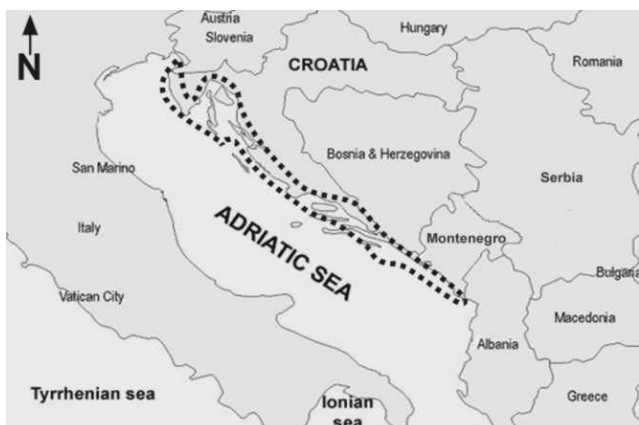 Austria
Slovenia
Hungary
N
CROATIA
Romania
Bosnia & Herzegovina
San Marino
Serbia
Italy
ADRIATIC SEA
Montenegro
Bulgaria
Vatican City
Macedonia
Albania
Tyrrhenian sea
Ionian
sea
Greece